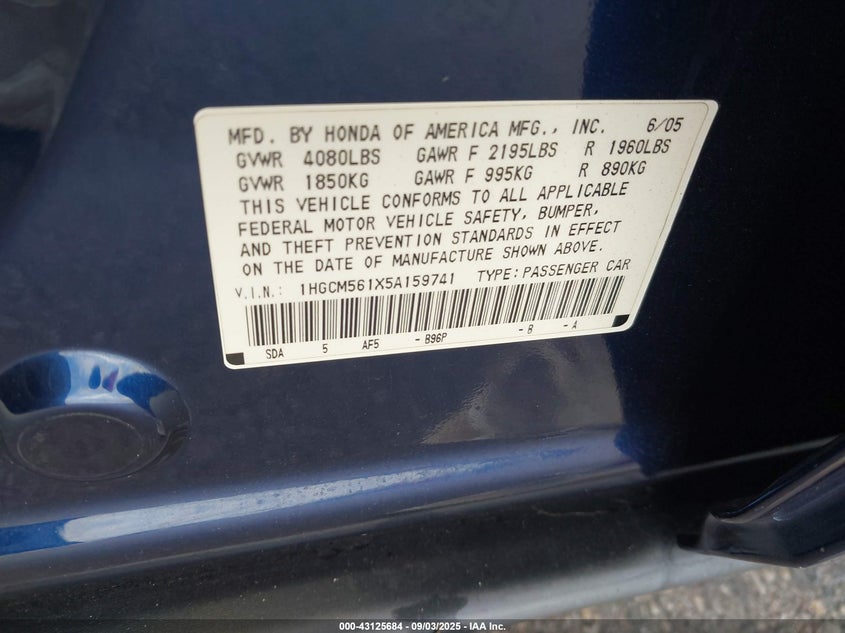 MFD. BY HONDA OF AMERICA MFG., INC. 6/05
GVWR 4080LBS GAWR F 2195LBS R 1960LBS
GVWR 1850KG GAWR F 995KG R 890KG
THIS VEHICLE CONFORMS TO ALL APPLICABLE
FEDERAL MOTOR VEHICLE SAFETY, BUMPER,
AND THEFT PREVENTION STANDARDS IN EFFECT
ON THE DATE OF MANUFACTURE SHOWN ABOVE.
V.I.N.: 1HGCM561X5A159741 TYPE: PASSENGER CAR
SDA 5 AF5 -B96P -B -A
000-43125684 - 09/03/2025 - IAA Inc.